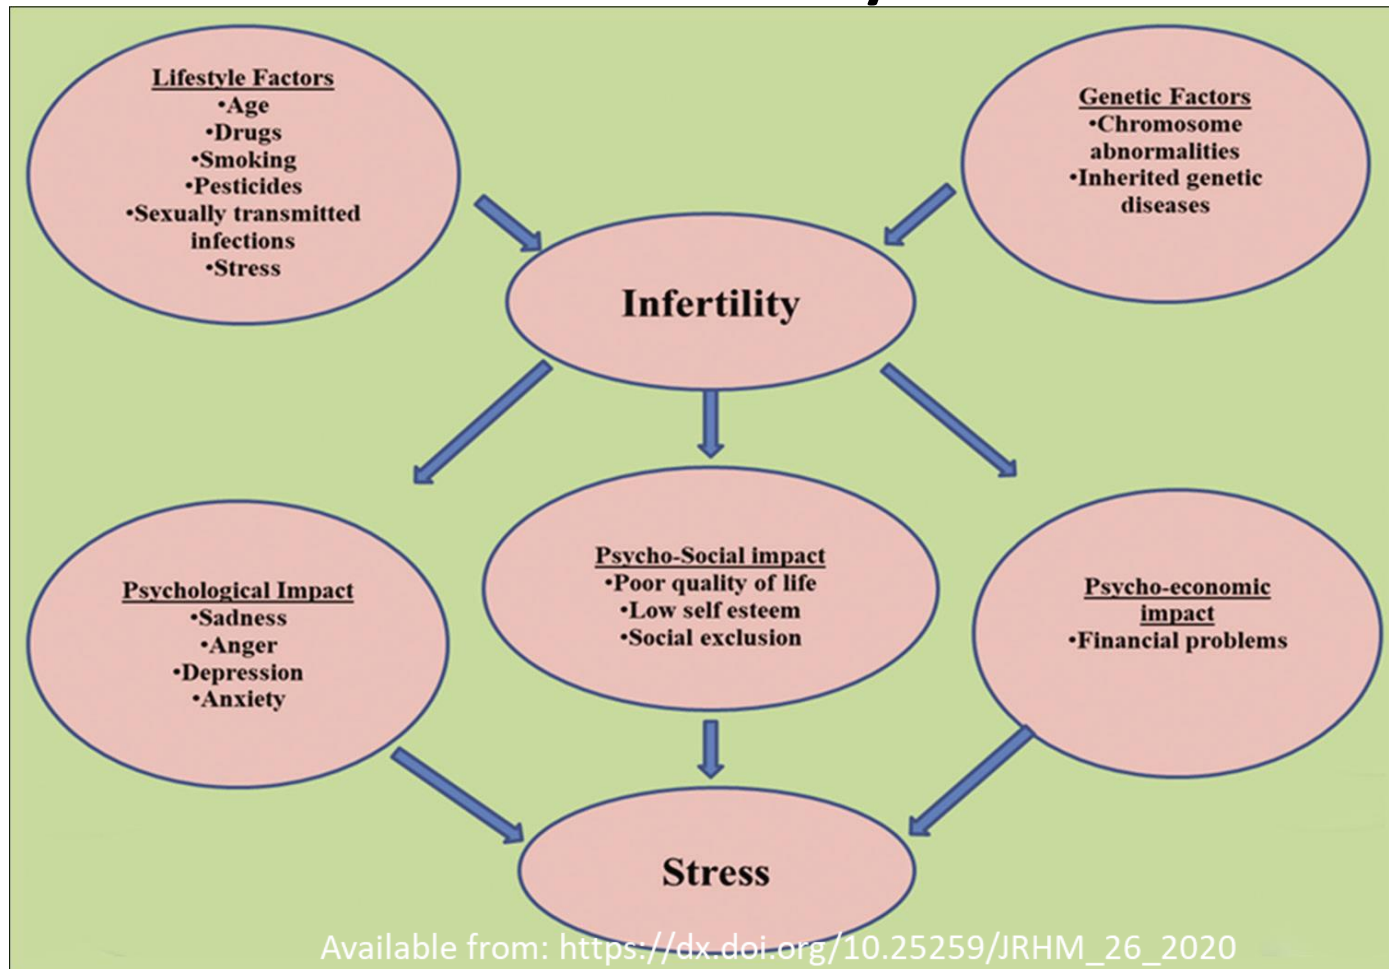 Lifestyle Factors
•Age
•Drugs
•Smoking
•Pesticides
•Sexually transmitted
infections
•Stress
Genetic Factors
•Chromosome
abnormalities
•Inherited genetic
diseases
Infertility
Psychological Impact
•Sadness
•Anger
•Depression
•Anxiety
Psycho-Social impact
•Poor quality of life
•Low self esteem
•Social exclusion
Psycho-economic
impact
•Financial problems
Stress
Available from: https://dx.doi.org/10.25259/JRHM_26_2020